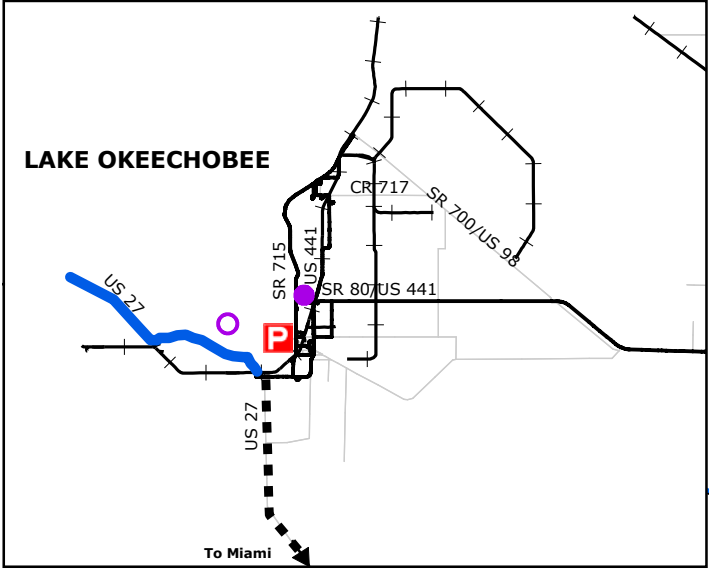 LAKE OKEECHOBEE
CR 717
SR 700/US 98
SR 715
US 441
US 27
SR 80/US 441
P
US 27
To Miami